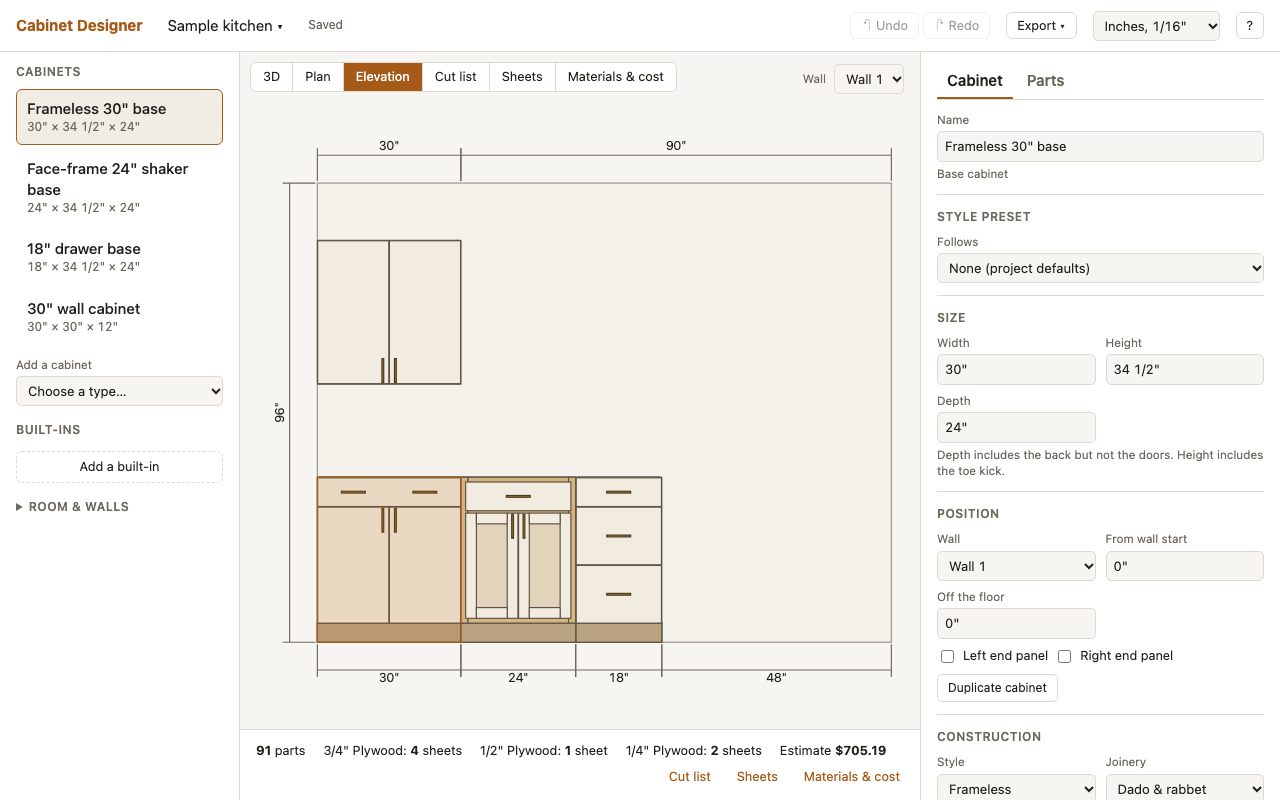 Cabinet Designer
Sample kitchen ▾
Saved
Undo
Redo
Export ▾
Inches, 1/16"
?
CABINETS
Frameless 30" base
30" × 34 1/2" × 24"
Face-frame 24" shaker
base
24" × 34 1/2" × 24"
18" drawer base
18" × 34 1/2" × 24"
30" wall cabinet
30" × 30" × 12"
Add a cabinet
Choose a type...
BUILT-INS
Add a built-in
ROOM & WALLS
3D
Plan
Elevation
Cut list
Sheets
Materials & cost
Wall
Wall 1
30"
90"
96"
30"
24"
18"
48"
91 parts 3/4" Plywood: 4 sheets 1/2" Plywood: 1 sheet 1/4" Plywood: 2 sheets Estimate $705.19
Cut list
Sheets
Materials & cost
Cabinet
Parts
Name
Frameless 30" base
Base cabinet
STYLE PRESET
Follows
None (project defaults)
SIZE
Width
Height
30"
34 1/2"
Depth
24"
Depth includes the back but not the doors. Height includes
the toe kick.
POSITION
Wall
From wall start
Wall 1
0"
Off the floor
0"
Left end panel
Right end panel
Duplicate cabinet
CONSTRUCTION
Style
Joinery
Frameless
Dado & rabbet